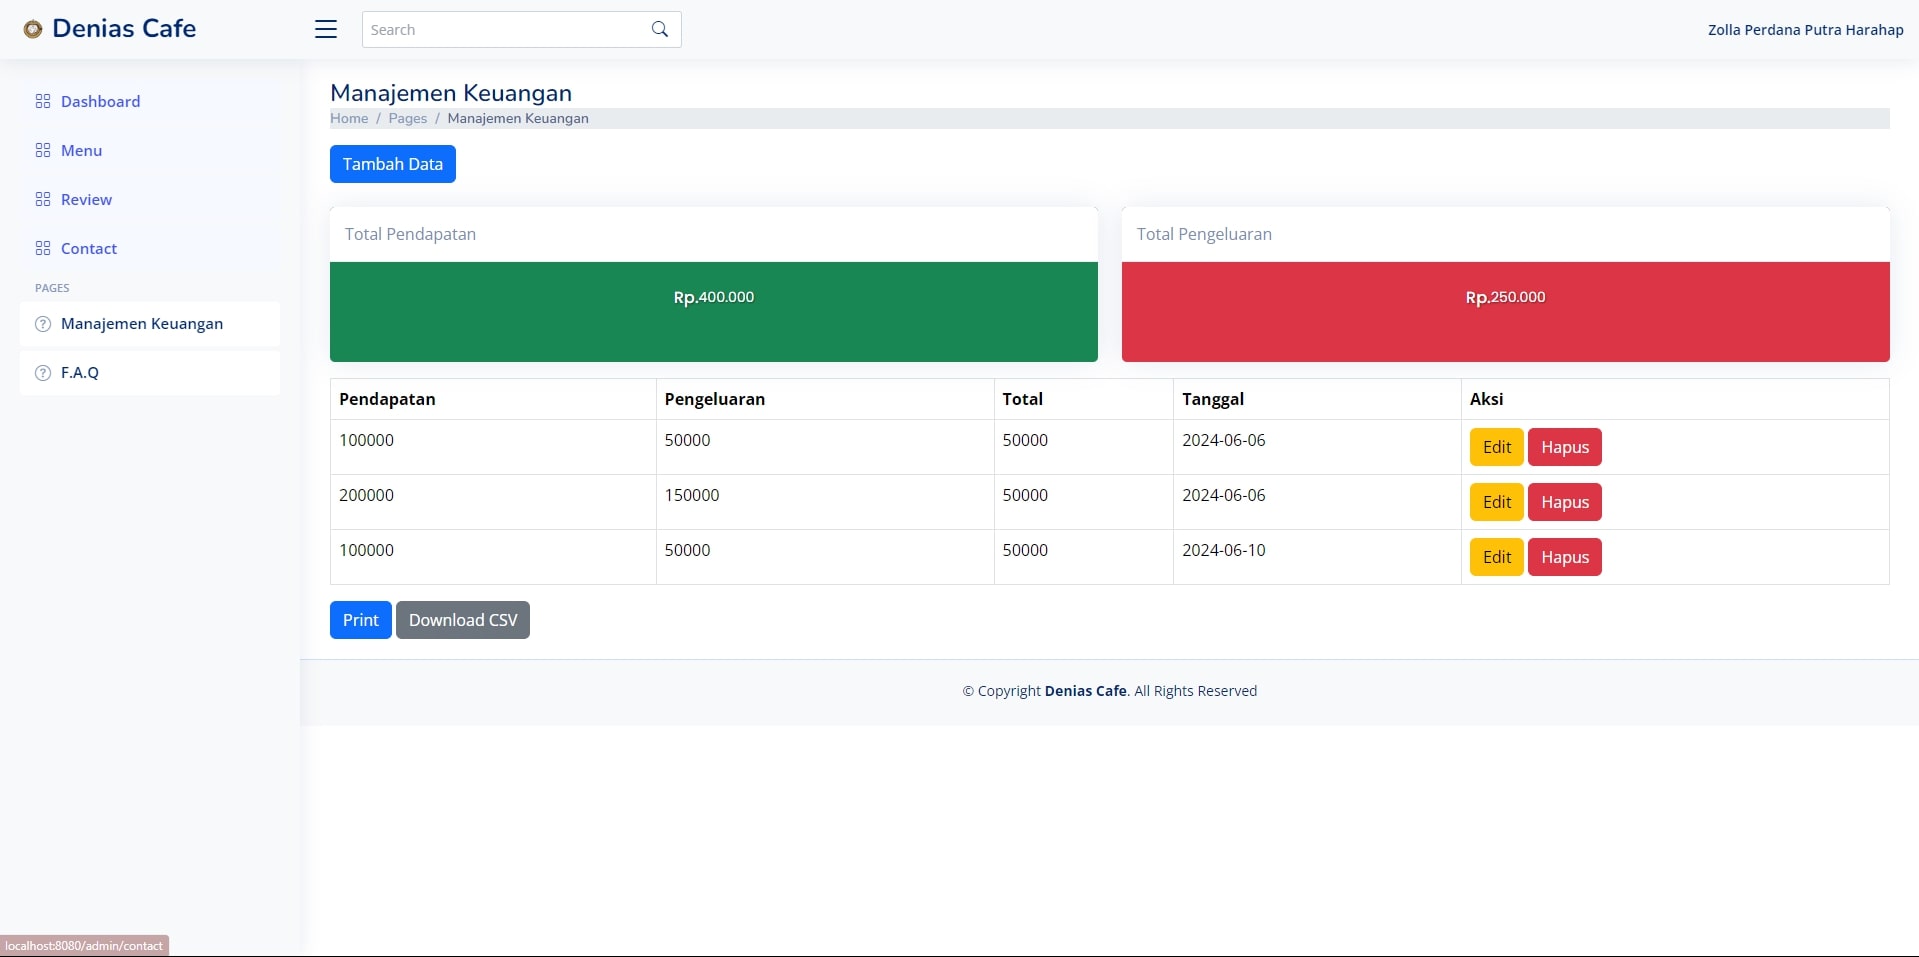 Denias Cafe
Search
Zolla Perdana Putra Harahap
Dashboard
Menu
Review
Contact
PAGES
Manajemen Keuangan
F.A.Q
Manajemen Keuangan
Home / Pages / Manajemen Keuangan
Tambah Data
Total Pendapatan
Rp.400.000
Total Pengeluaran
Rp.250.000
Pendapatan Pengeluaran Total Tanggal Aksi
100000 50000 50000 2024-06-06 Edit Hapus
200000 150000 50000 2024-06-06 Edit Hapus
100000 50000 50000 2024-06-10 Edit Hapus
Print Download CSV
© Copyright Denias Cafe. All Rights Reserved
localhost:8080/admin/contact